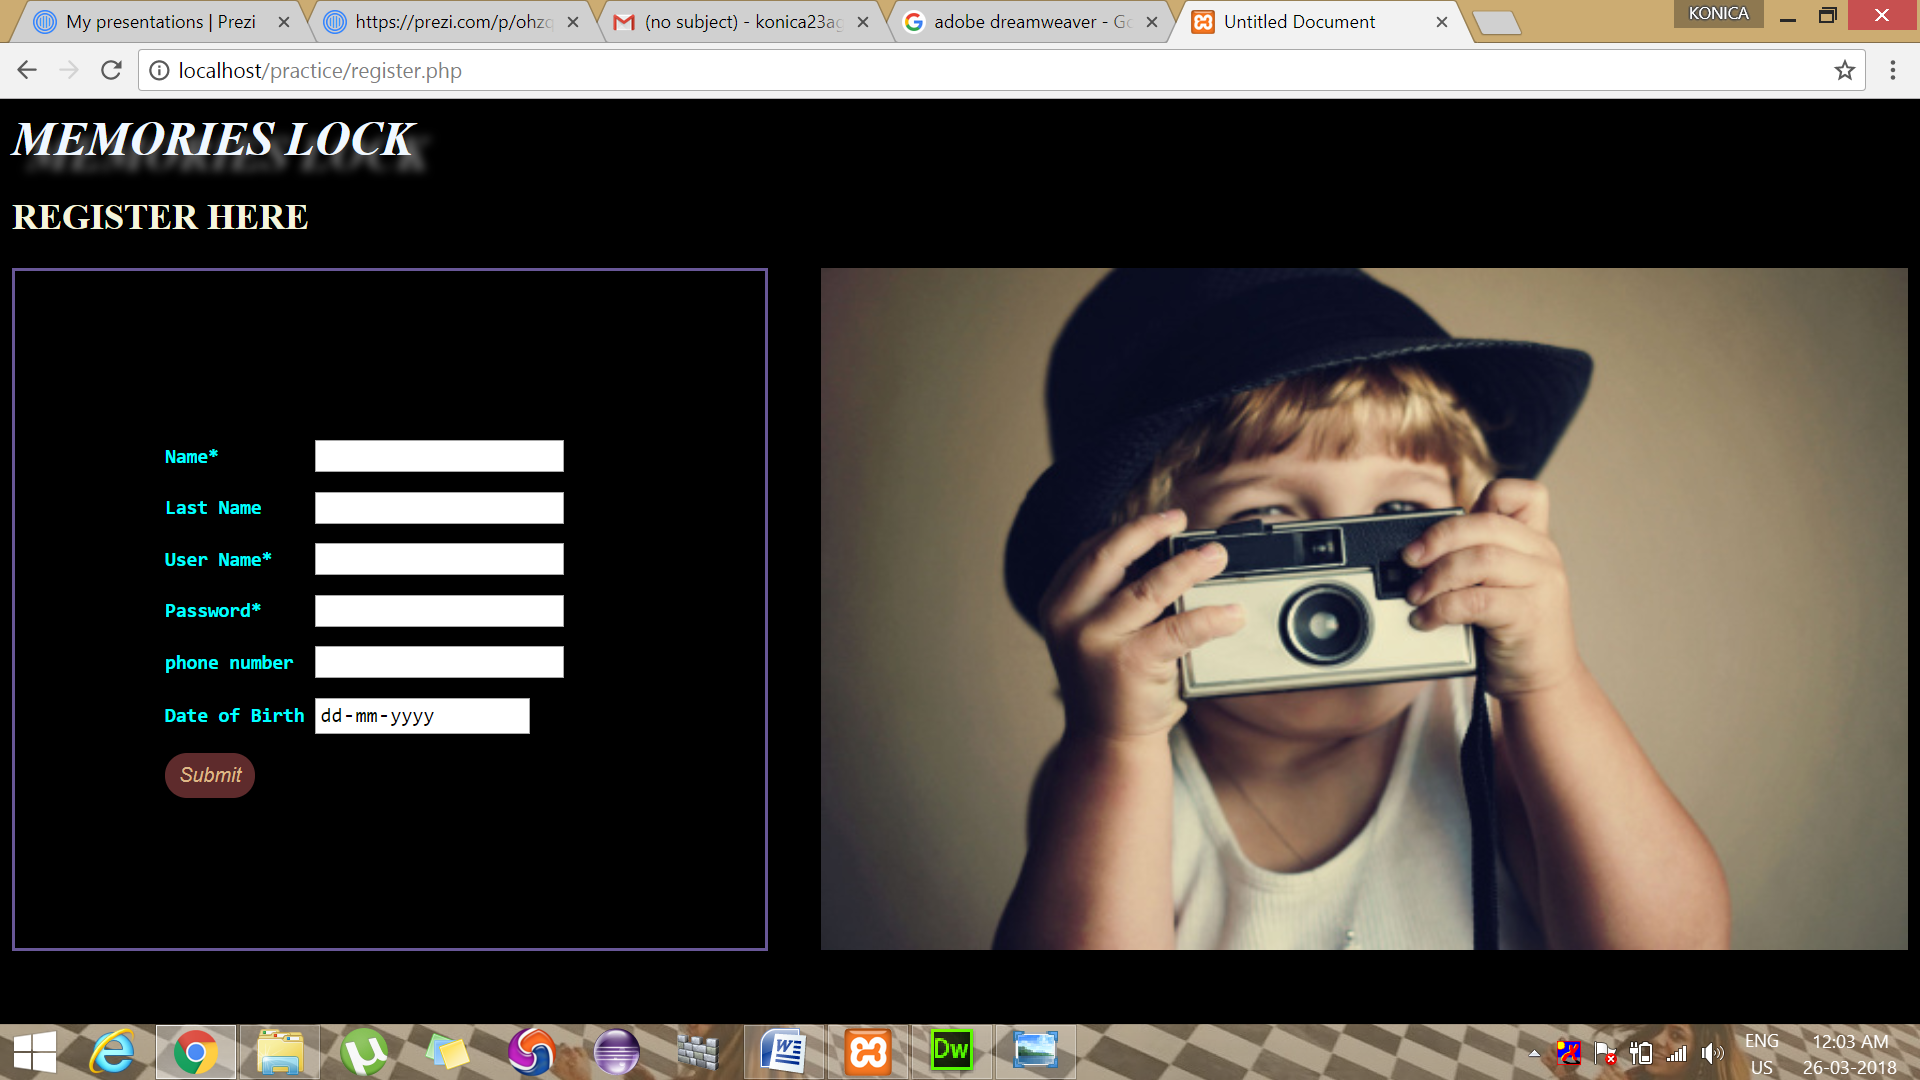 My presentations | Prezi
https://prezi.com/p/ohzq
(no subject) - konica23ag
adobe dreamweaver - Go
Untitled Document
KONICA
localhost/practice/register.php
MEMORIES LOCK
REGISTER HERE
Name*
Last Name
User Name*
Password*
phone number
Date of Birth
dd-mm-yyyy
Submit
Dw
ENG
US
12:03 AM
26-03-2018